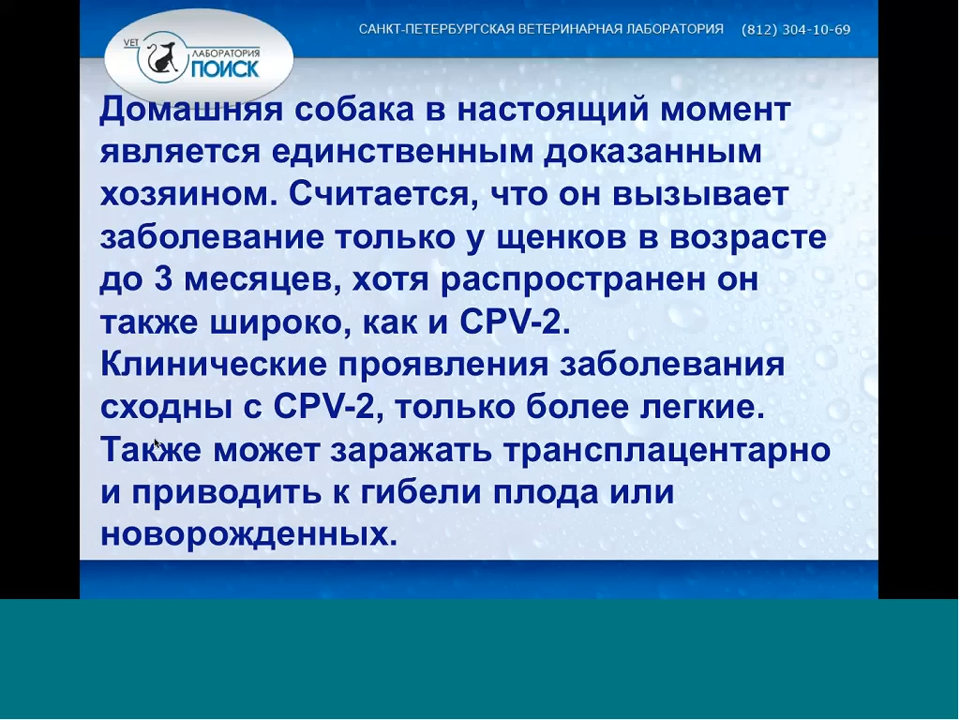 САНКТ-ПЕТЕРБУРГСКАЯ ВЕТЕРИНАРНАЯ ЛАБОРАТОРИЯ (812) 304-10-69
VET
ЛАБОРАТОРИЯ
ПОИСК
Домашняя собака в настоящий момент
является единственным доказанным
хозяином. Считается, что он вызывает
заболевание только у щенков в возрасте
до 3 месяцев, хотя распространен он
также широко, как и CPV-2.
Клинические проявления заболевания
сходны с CPV-2, только более легкие.
Также может заражать трансплацентарно
и приводить к гибели плода или
новорожденных.